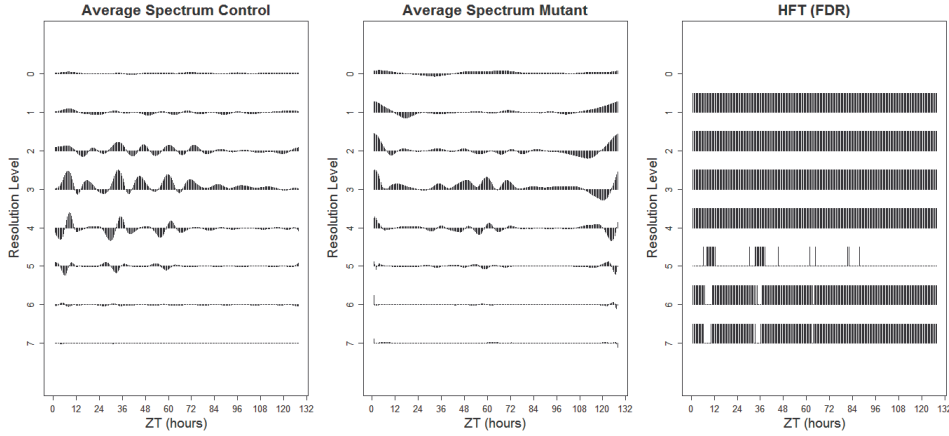 Average Spectrum Control
Average Spectrum Mutant
HFT (FDR)
Resolution Level
0
1
2
3
4
5
6
7
0 12 24 36 48 60 72 84 96 108 120 132
ZT (hours)
Resolution Level
0
1
2
3
4
5
6
7
0 12 24 36 48 60 72 84 96 108 120 132
ZT (hours)
Resolution Level
0
1
2
3
4
5
6
7
0 12 24 36 48 60 72 84 96 108 120 132
ZT (hours)